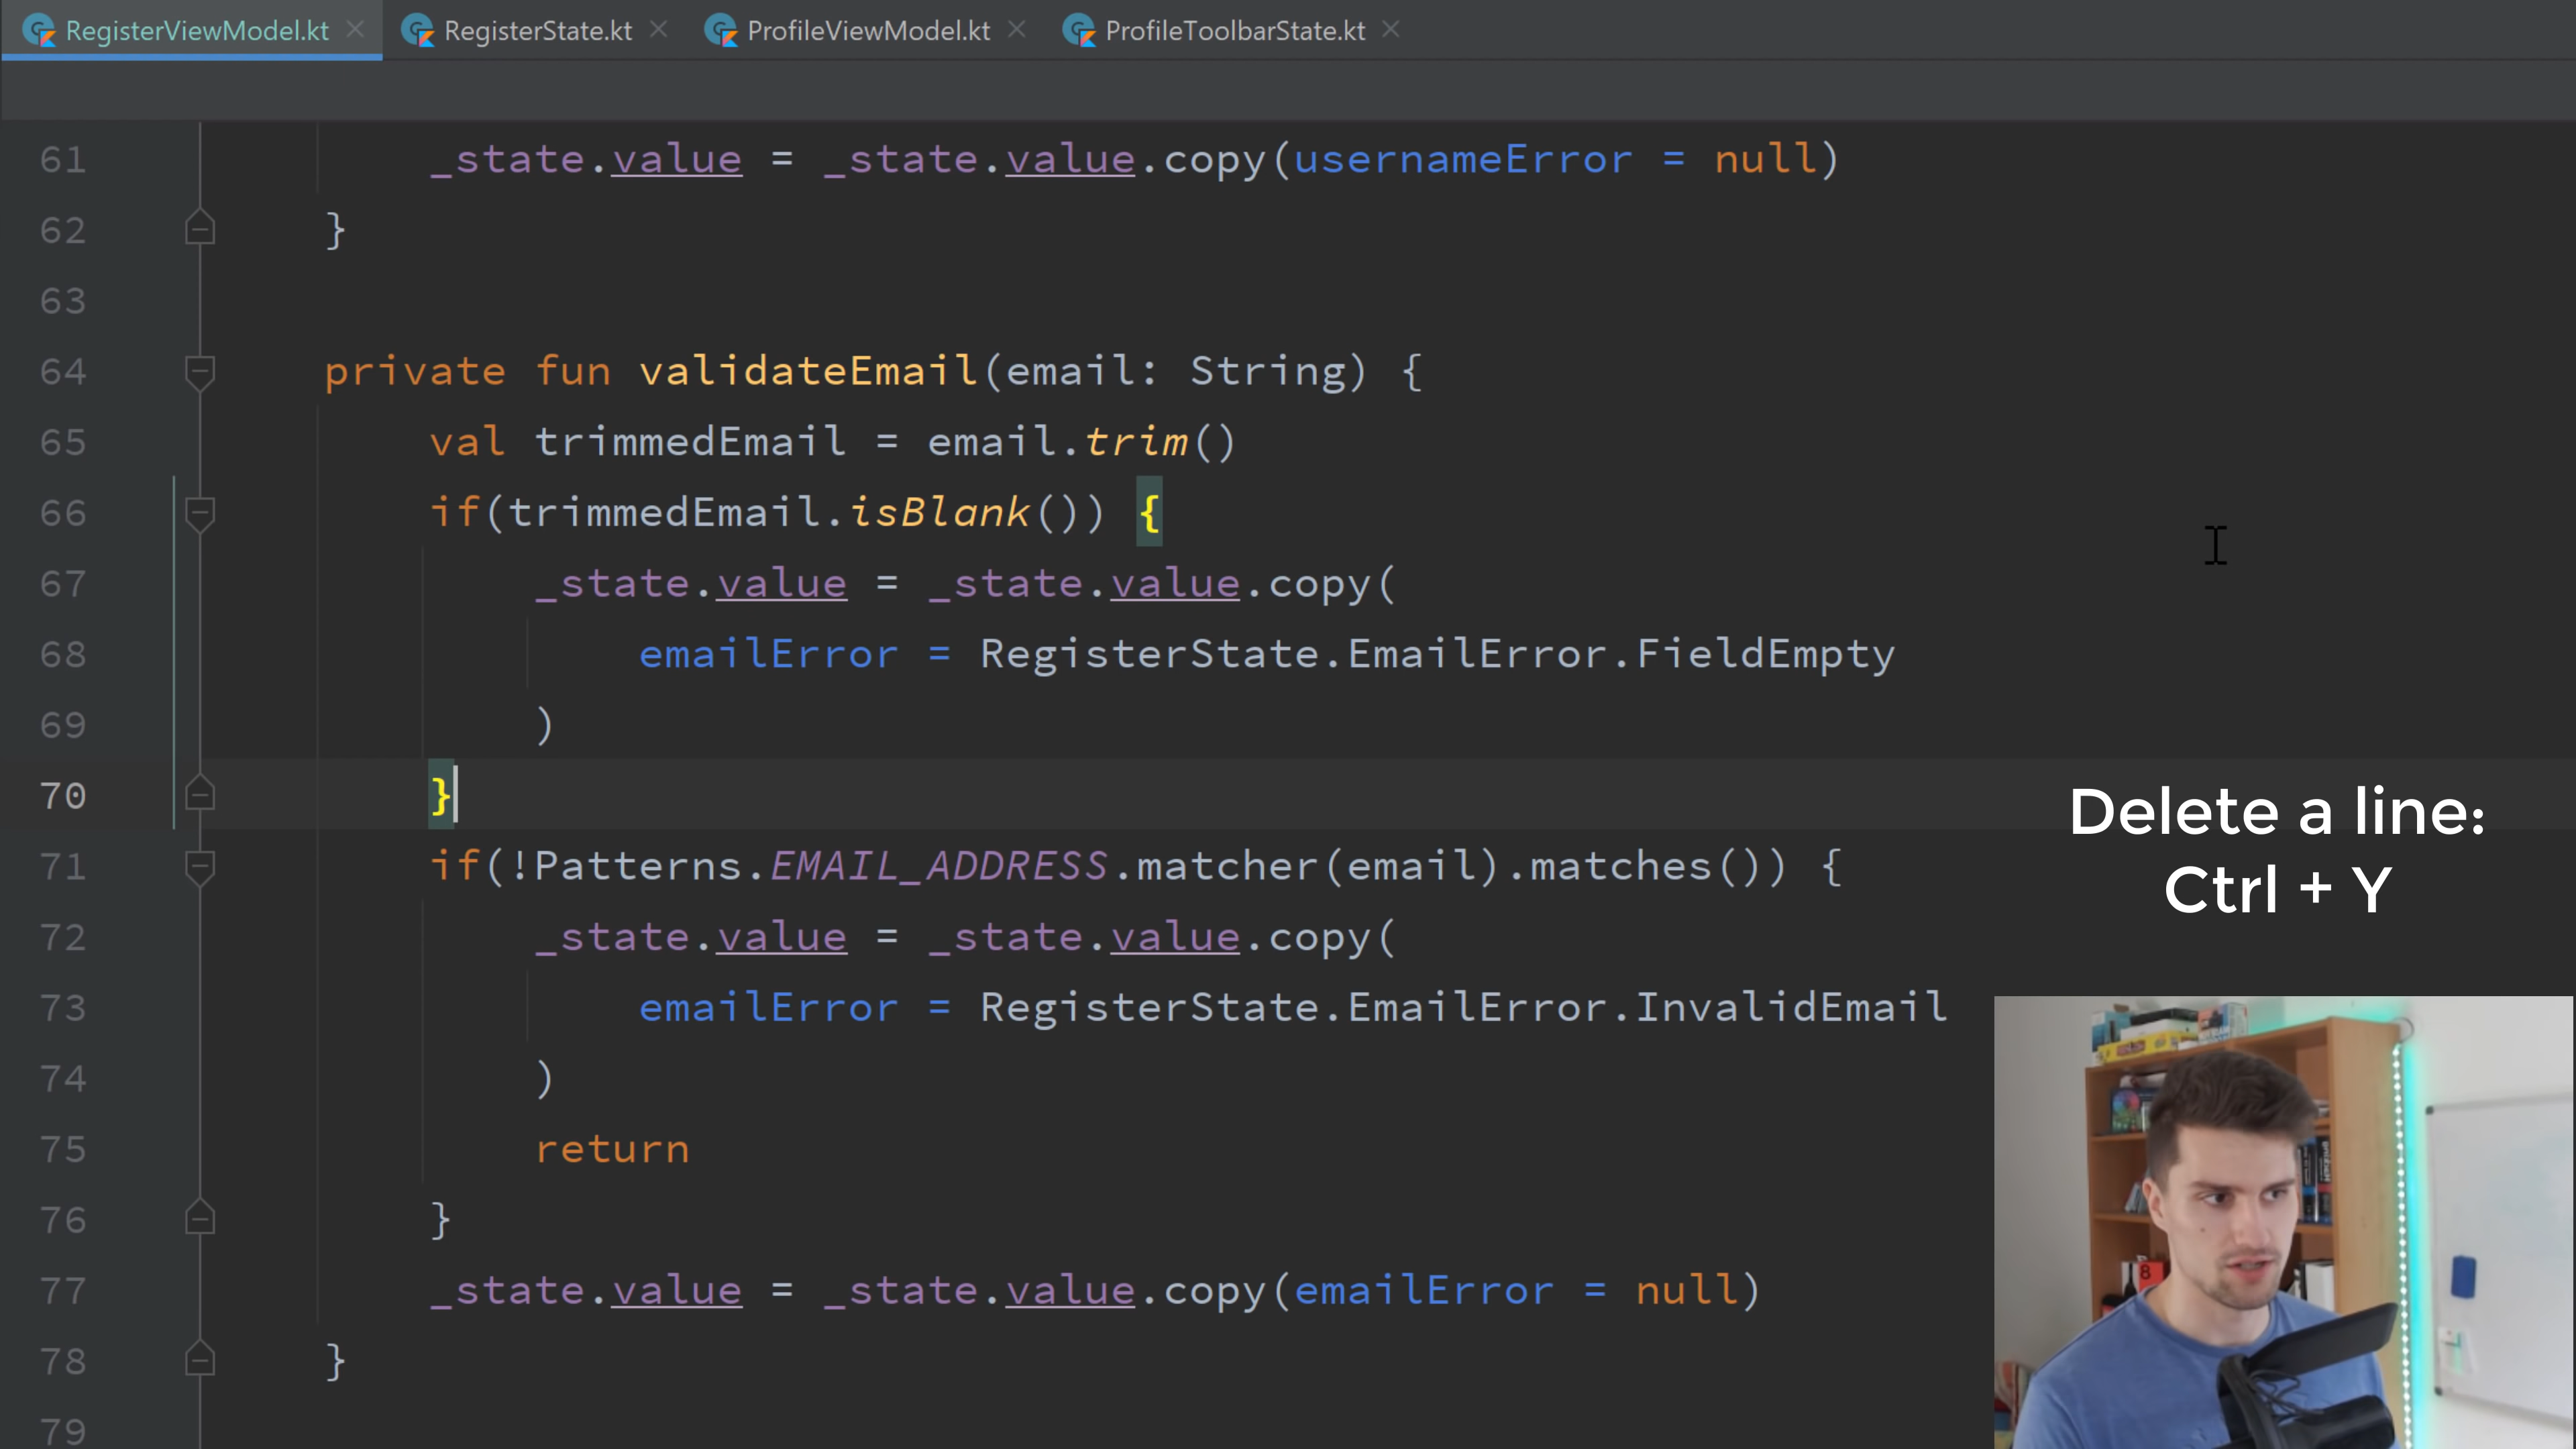 RegisterViewModel.kt RegisterState.kt ProfileViewModel.kt ProfileToolbarState.kt
61 _state.value = _state.value.copy(usernameError = null)
62 }
63
64 private fun validateEmail(email: String) {
65 val trimmedEmail = email.trim()
66 if(trimmedEmail.isBlank()) {
67 _state.value = _state.value.copy(
68 emailError = RegisterState.EmailError.FieldEmpty
69 )
70 }
71 if(!Patterns.EMAIL_ADDRESS.matcher(email).matches()) {
72 _state.value = _state.value.copy(
73 emailError = RegisterState.EmailError.InvalidEmail
74 )
75 return
76 }
77 _state.value = _state.value.copy(emailError = null)
78 }
79
Delete a line:
Ctrl + Y
8